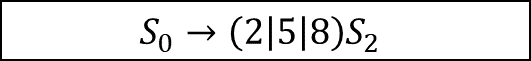 S₀ → (2|5|8)S₂